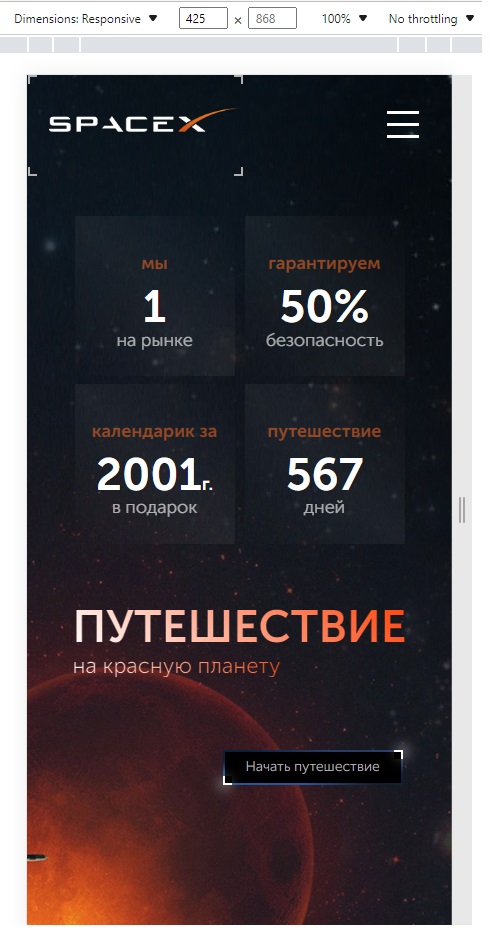 Dimensions: Responsive ▼ 425 × 868 100% ▼ No throttling ▼
SPACEX
мы
1
на рынке
гарантируем
50%
безопасность
календарик за
2001г.
в подарок
путешествие
567
дней
ПУТЕШЕСТВИЕ
на красную планету
Начать путешествие